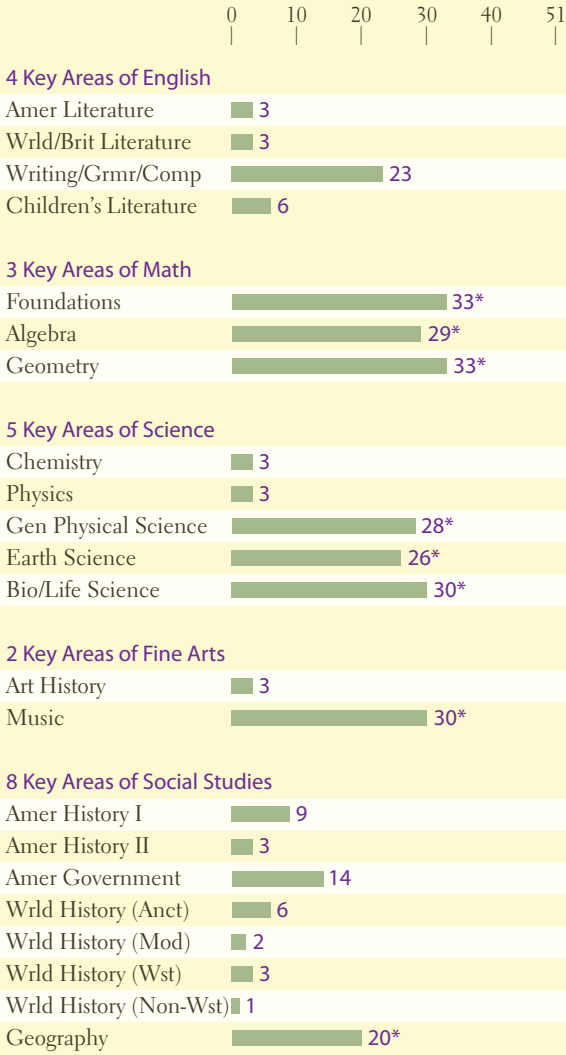 0 10 20 30 40 51
4 Key Areas of English
Amer Literature 3
Wrld/Brit Literature 3
Writing/Grmr/Comp 23
Children's Literature 6
3 Key Areas of Math
Foundations 33*
Algebra 29*
Geometry 33*
5 Key Areas of Science
Chemistry 3
Physics 3
Gen Physical Science 28*
Earth Science 26*
Bio/Life Science 30*
2 Key Areas of Fine Arts
Art History 3
Music 30*
8 Key Areas of Social Studies
Amer History I 9
Amer History II 3
Amer Government 14
Wrld History (Anct) 6
Wrld History (Mod) 2
Wrld History (Wst) 3
Wrld History (Non-Wst) 1
Geography 20*